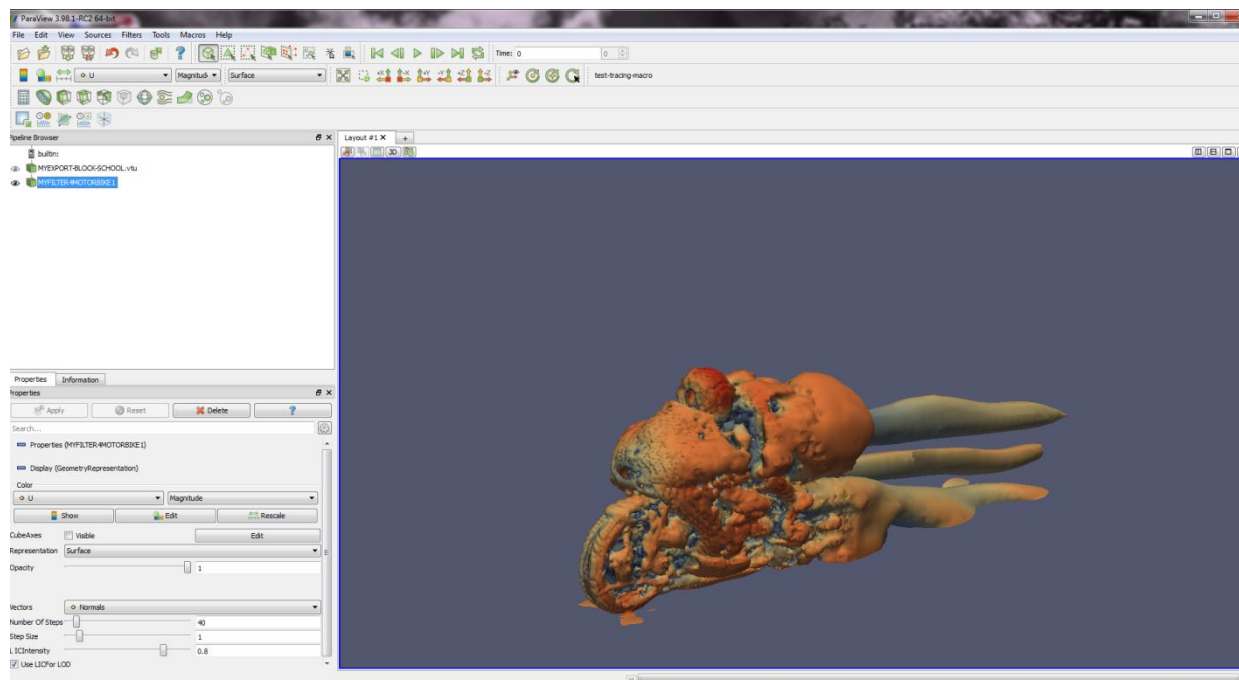 ParaView 3.98.1-RC2 64-bit
File Edit View Sources Filters Tools Macros Help
Time: 0 0
U Magnitud Surface test-tracing-macro
3D
Pipeline Browser
Layout #1 X +
builtin:
MYEXPORT-BLOCK-SCHOOL.vtu
MYFILTER4MOTORBIKE1
Properties Information
Properties
Apply Reset Delete ?
Search...
Properties (MYFILTER4MOTORBIKE1)
Display (GeometryRepresentation)
Color
U Magnitude
Show Edit Rescale
CubeAxes Visible Edit
Representation Surface
Opacity 1
Vectors Normals
Number Of Steps 40
Step Size 1
LICIntensity 0.8
Use LICFor LOD